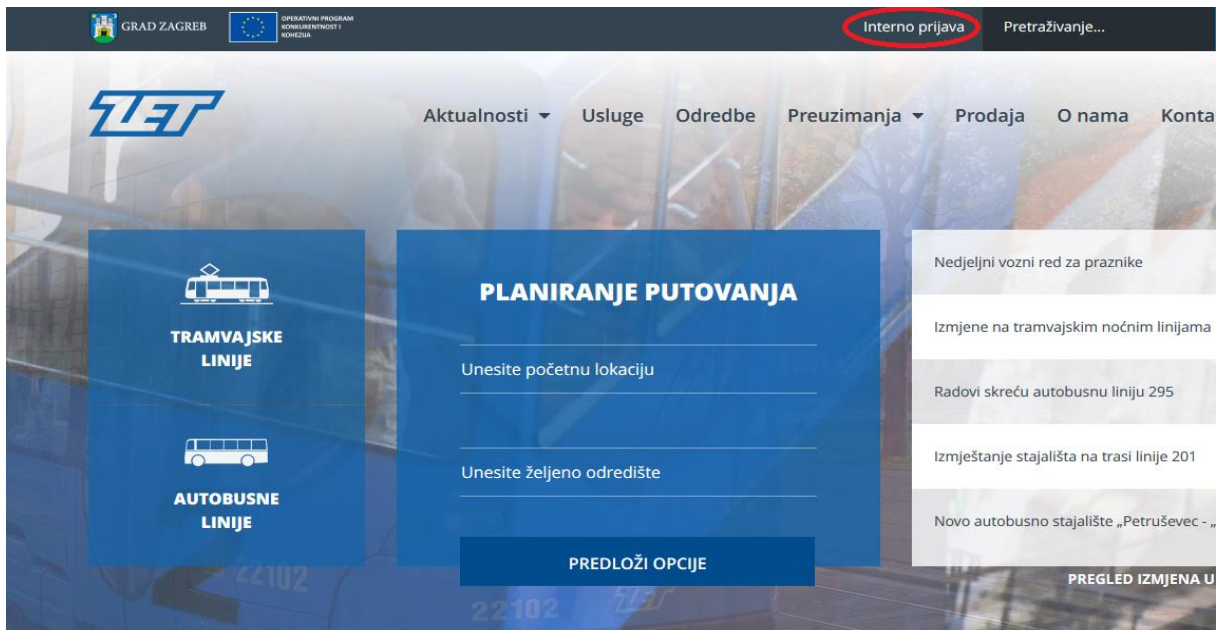 GRAD ZAGREB
OPERATIVNI PROGRAM
KONKURENTNOST I
KOHEZIJA
Interno prijava
Pretraživanje...
ZET
Aktualnosti
Usluge
Odredbe
Preuzimanja
Prodaja
O nama
Konta
TRAMVAJSKE
LINIJE
AUTOBUSNE
LINIJE
PLANIRANJE PUTOVANJA
Unesite početnu lokaciju
Unesite željeno odredište
PREDLOŽI OPCIJE
Nedjeljni vozni red za praznike
Izmjene na tramvajskim noćnim linijama
Radovi skreću autobusnu liniju 295
Izmještanje stajališta na trasi linije 201
Novo autobusno stajalište „Petruševec - „
PREGLED IZMJENA U
22102
22102
ZET